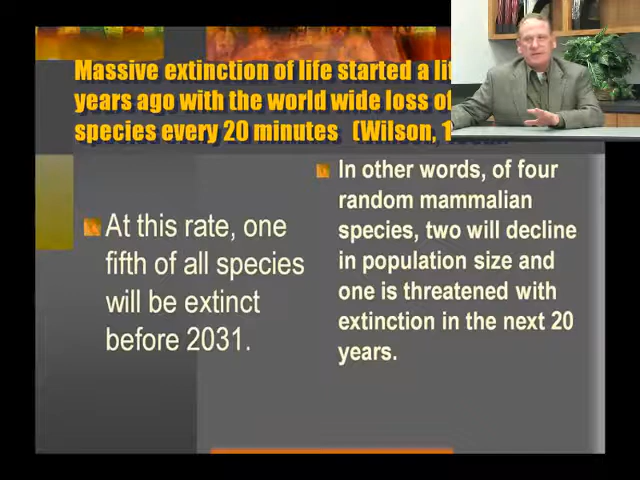 Massive extinction of life started a
years ago with the world wide loss of
species every 20 minutes (Wilson,
At this rate, one
fifth of all species
will be extinct
before 2031.
In other words, of four
random mammalian
species, two will decline
in population size and
one is threatened with
extinction in the next 20
years.